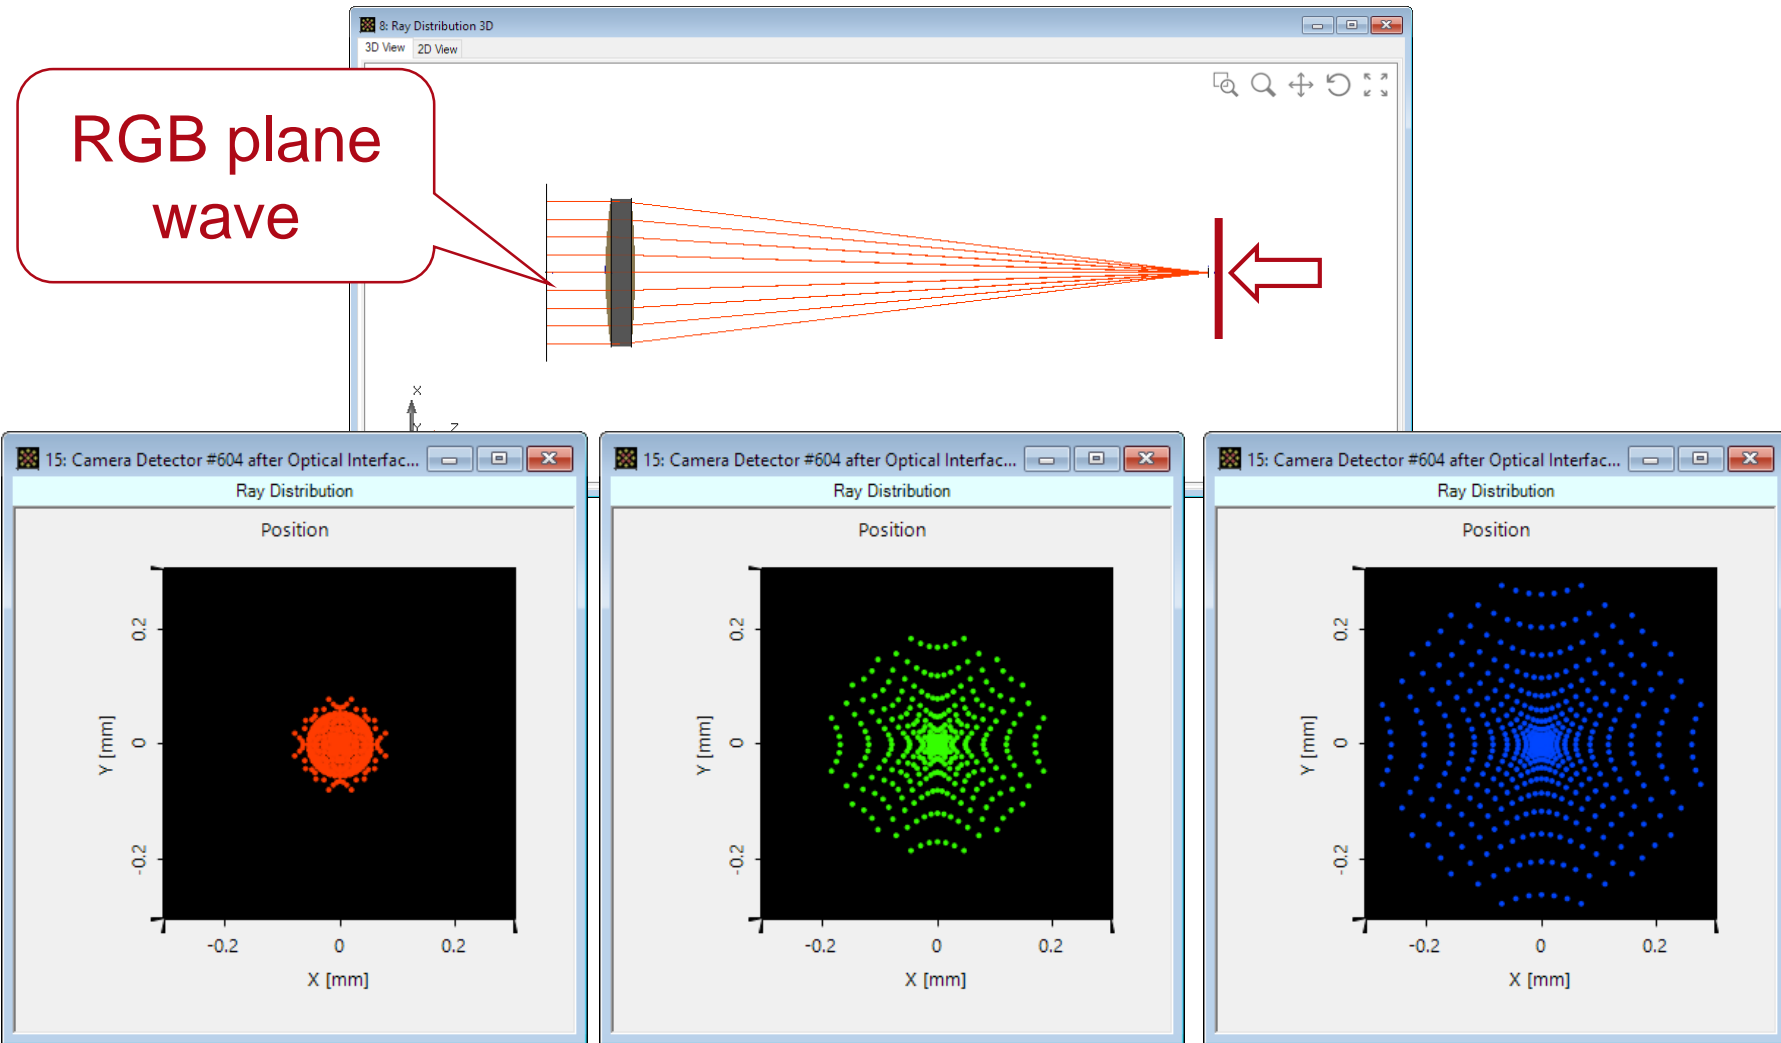 8: Ray Distribution 3D
3D View 2D View
RGB plane
wave
X
Y Z
15: Camera Detector #604 after Optical Interfac...
Ray Distribution
Position
0.2
0
-0.2
Y [mm]
-0.2 0 0.2
X [mm]
15: Camera Detector #604 after Optical Interfac...
Ray Distribution
Position
0.2
0
-0.2
Y [mm]
-0.2 0 0.2
X [mm]
15: Camera Detector #604 after Optical Interfac...
Ray Distribution
Position
0.2
0
-0.2
Y [mm]
-0.2 0 0.2
X [mm]